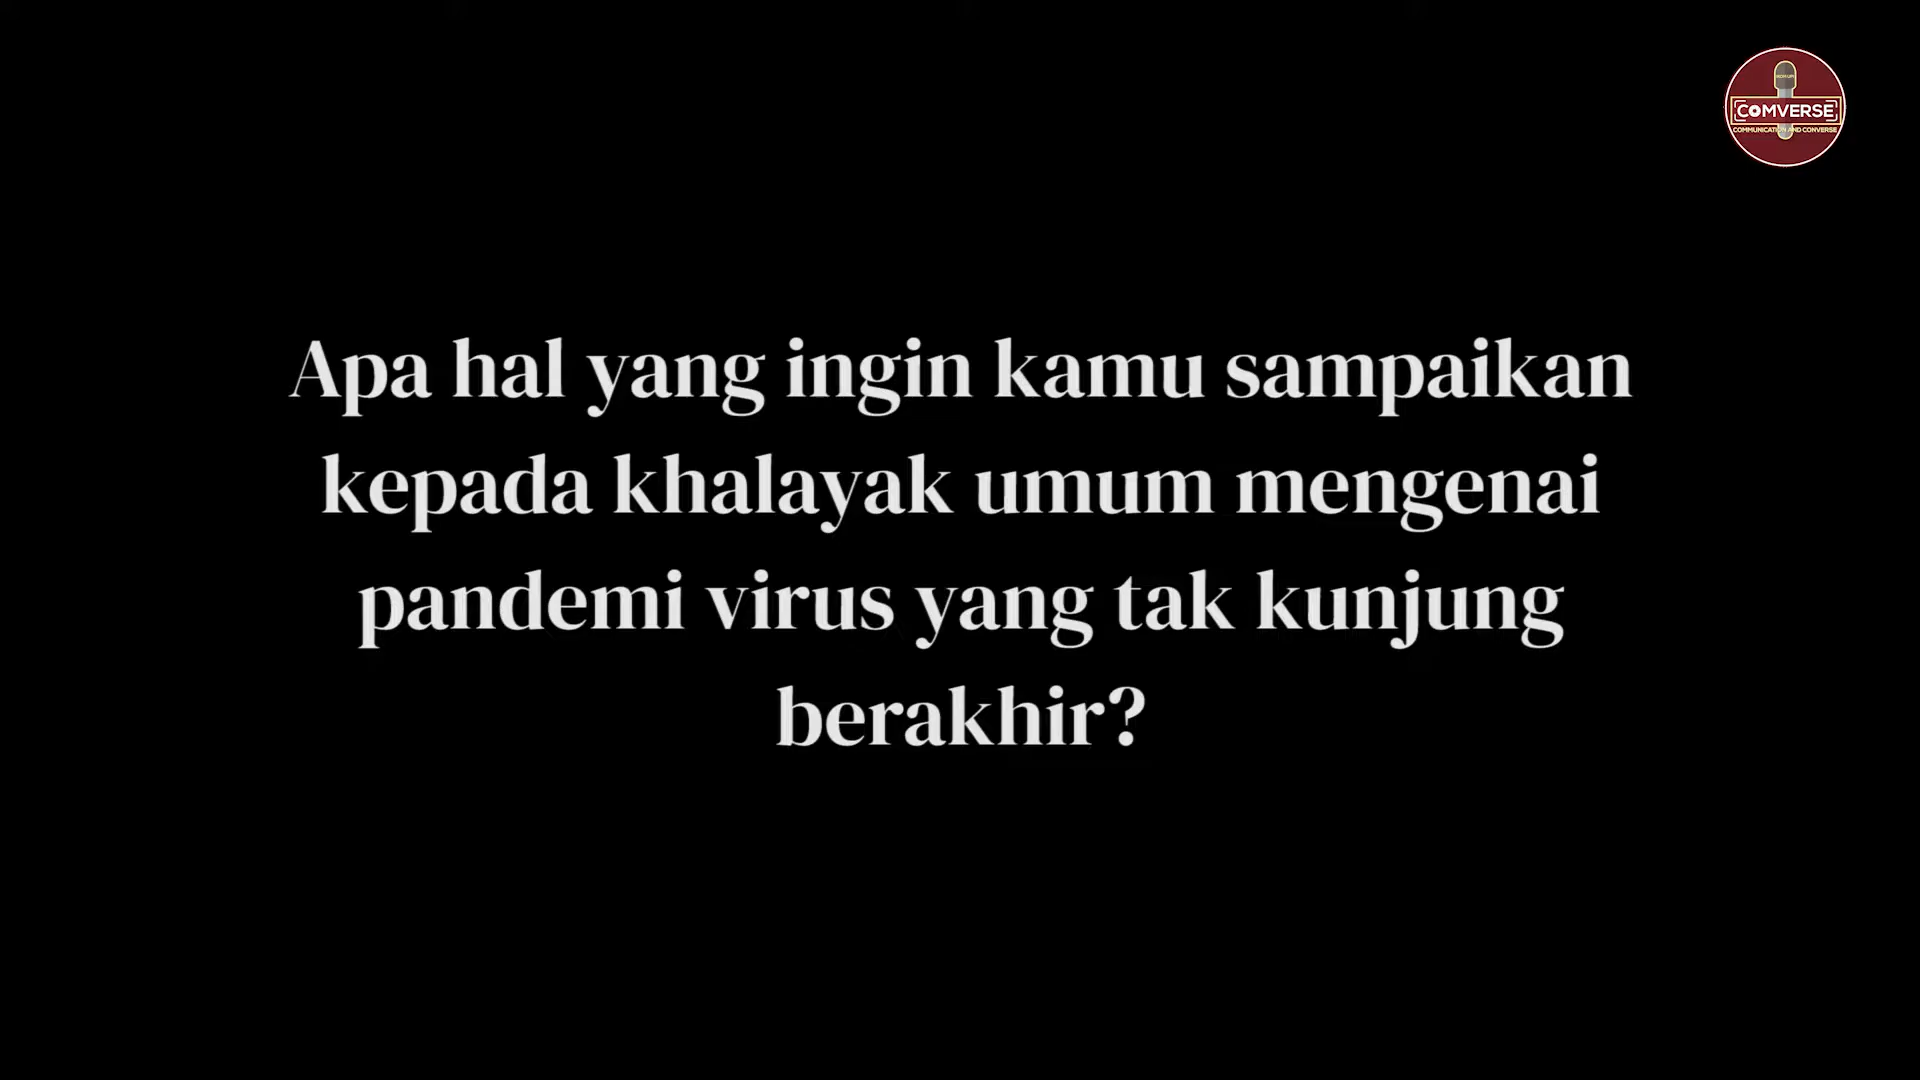 COMVERSE
COMMUNICATION AND CONVERSE
Apa hal yang ingin kamu sampaikan
kepada khalayak umum mengenai
pandemi virus yang tak kunjung
berakhir?